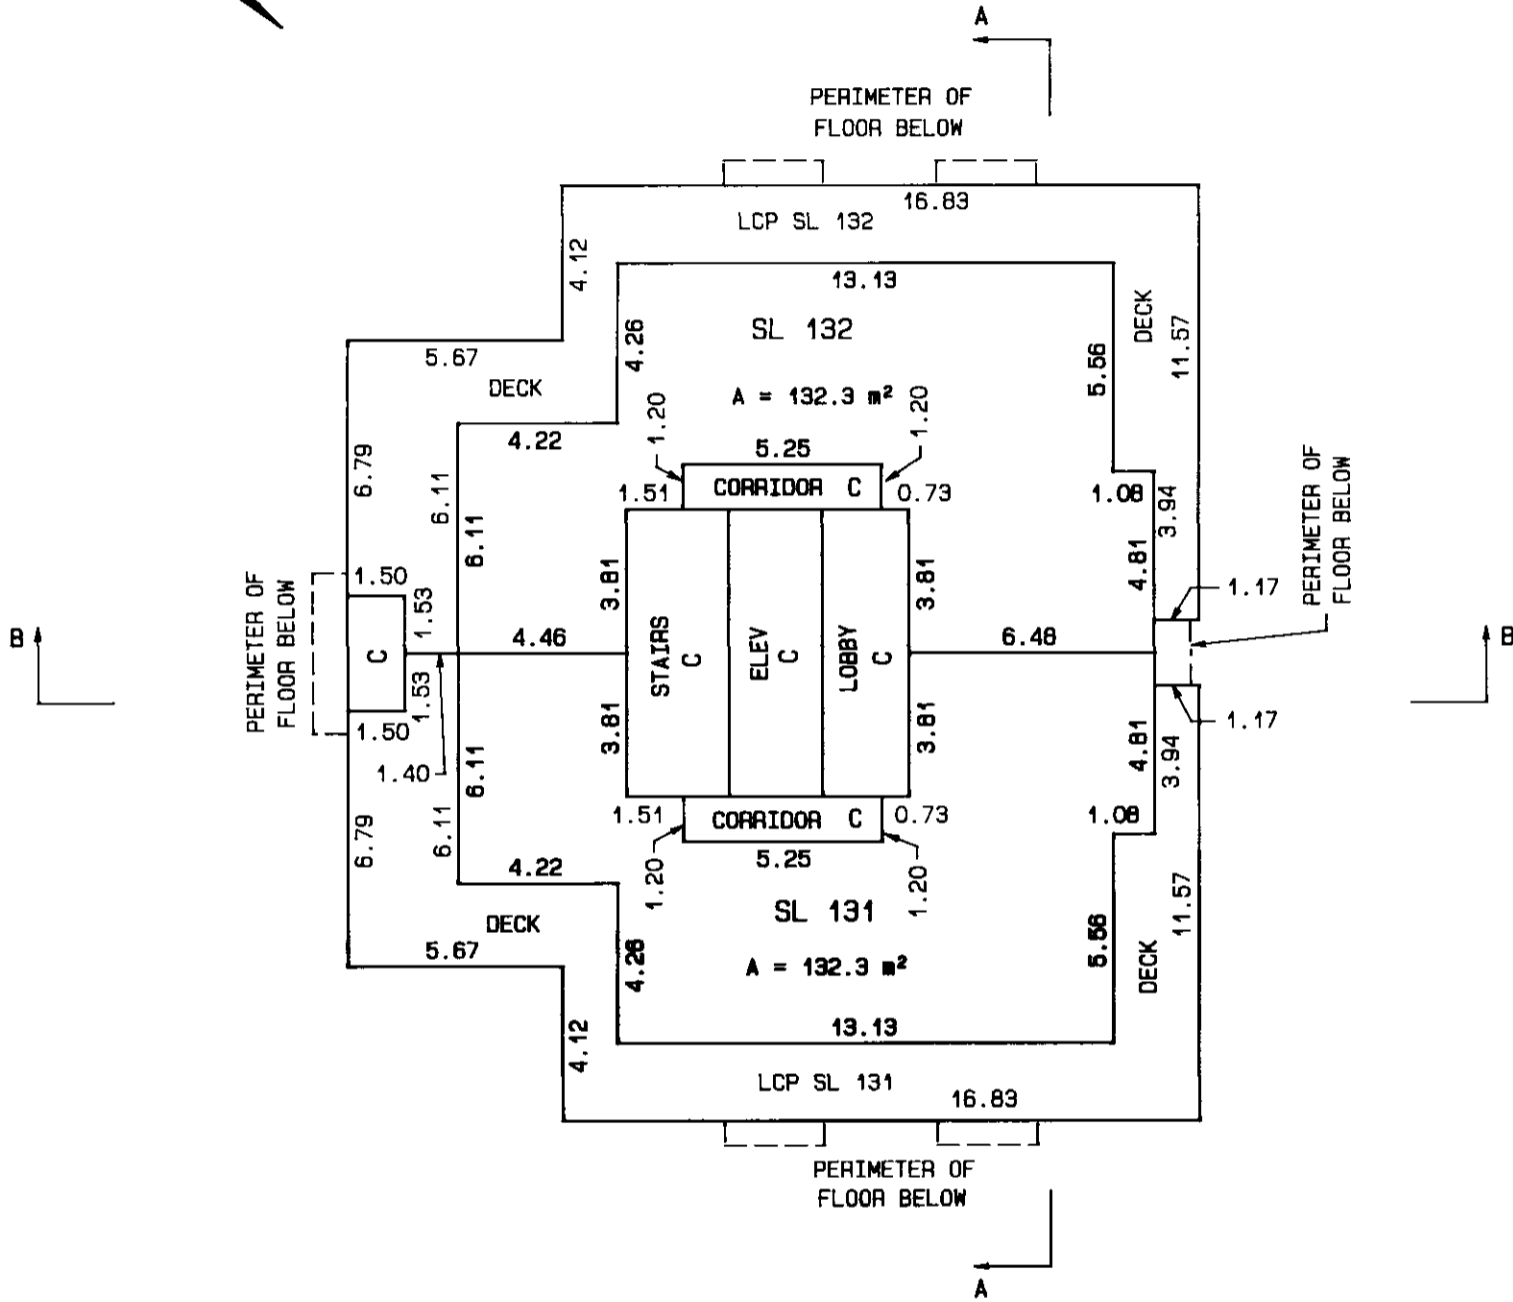 A
PERIMETER OF
FLOOR BELOW
16.83
LCP SL 132
4.12
13.13
DECK
11.57
SL 132
4.26
5.56
5.67
DECK
A = 132.3 m²
1.20
1.20
4.22
5.25
6.79
6.11
6.11
1.51
CORRIDOR C
0.73
1.08
3.94
4.81
PERIMETER OF
FLOOR BELOW
PERIMETER OF
FLOOR BELOW
1.50
1.53
3.81
3.81
1.17
B
C
4.46
STAIRS
C
ELEV
C
LOBBY
C
6.48
B
1.53
1.50
3.81
3.81
1.17
1.40
4.81
3.94
6.11
6.11
6.79
1.51
CORRIDOR C
0.73
1.08
5.25
4.22
1.20
1.20
SL 131
11.57
DECK
5.67
4.26
A = 132.3 m²
5.56
DECK
13.13
4.12
LCP SL 131
16.83
PERIMETER OF
FLOOR BELOW
A